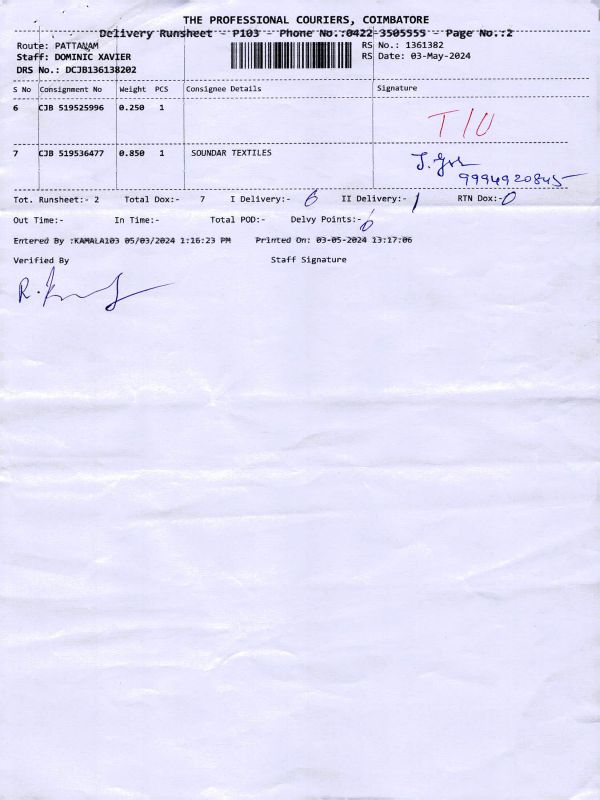 THE PROFESSIONAL COURIERS, COIMBATORE
Delivery Runsheet - P103 - Phone No.:0422-3505555 - Page No.:2
Route: PATTANAM RS No.: 1361382
Staff: DOMINIC XAVIER RS Date: 03-May-2024
DRS No.: DCJB136138202
S No Consignment No Weight PCS Consignee Details Signature
6 CJB 519525996 0.250 1 T/U
7 CJB 519536477 0.850 1 SOUNDAR TEXTILES
9994920845
Tot. Runsheet:- 2 Total Dox:- 7 I Delivery:- 6 II Delivery:- 1 RTN Dox:- 0
Out Time:- In Time:- Total POD:- Delvy Points:- 6
Entered By :KAMALA103 05/03/2024 1:16:23 PM Printed On: 03-05-2024 13:17:06
Verified By Staff Signature